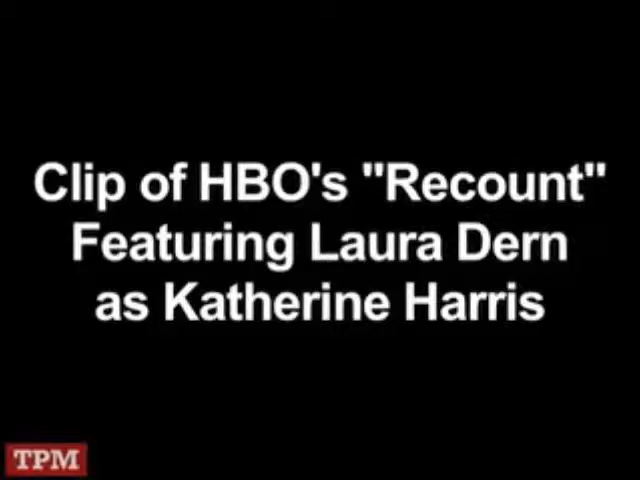 Clip of HBO's "Recount"
Featuring Laura Dern
as Katherine Harris
TPM